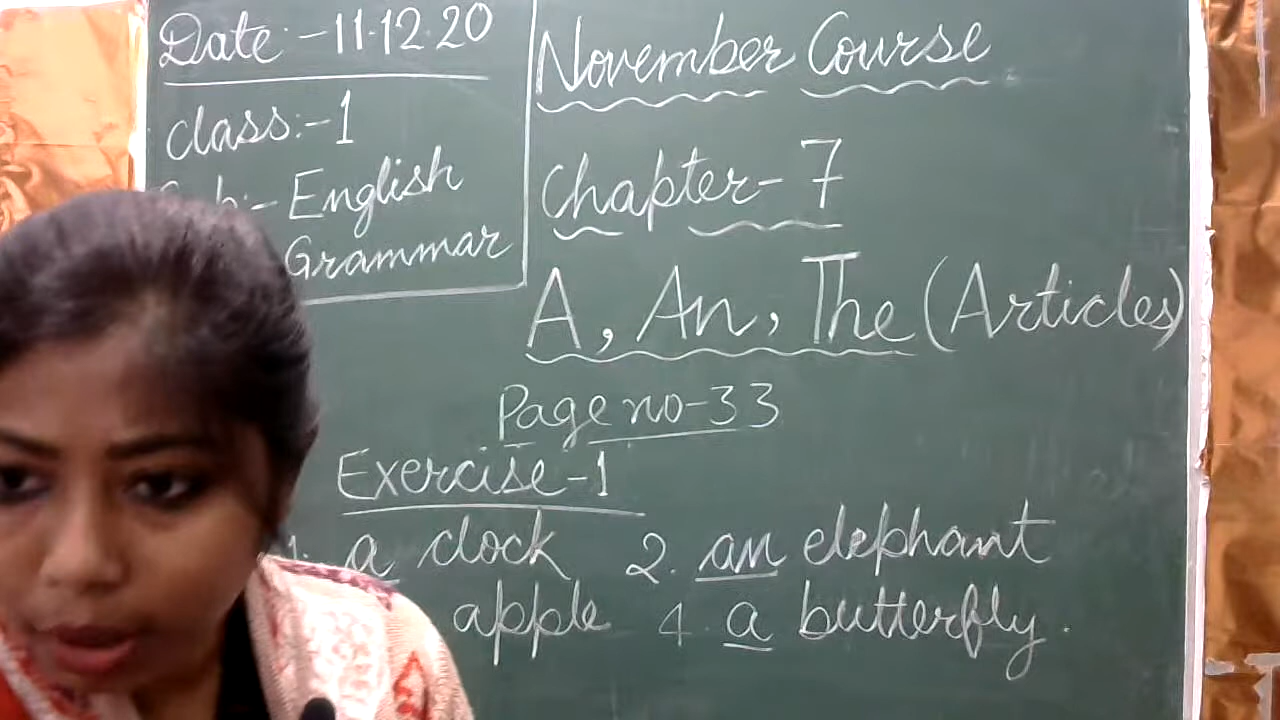 Date:-11.12.20
class:-1
:- English
Grammar
November Course
Chapter-7
A, An, The (Articles)
Page no-33
Exercise-1
a clock 2. an elephant
apple 4. a butterfly.